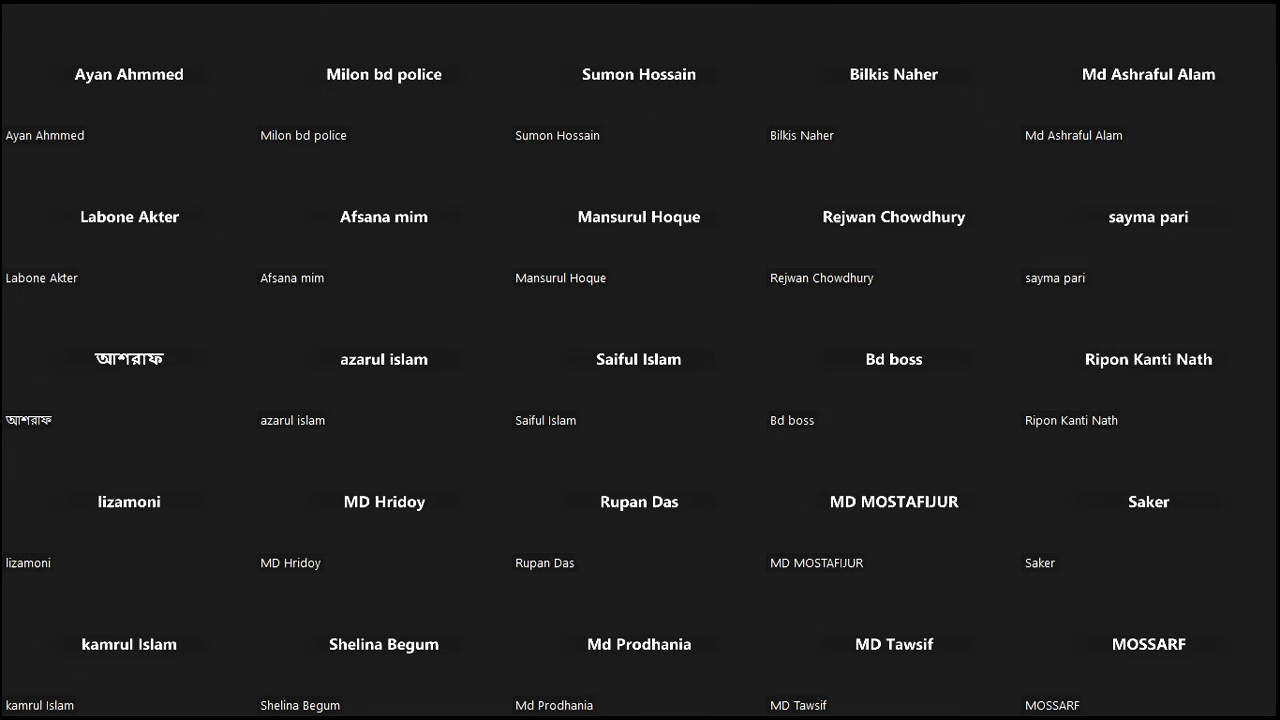 Ayan Ahmmed Milon bd police Sumon Hossain Bilkis Naher Md Ashraful Alam
Ayan Ahmmed Milon bd police Sumon Hossain Bilkis Naher Md Ashraful Alam
Labone Akter Afsana mim Mansurul Hoque Rejwan Chowdhury sayma pari
Labone Akter Afsana mim Mansurul Hoque Rejwan Chowdhury sayma pari
আশরাফ azarul islam Saiful Islam Bd boss Ripon Kanti Nath
আশরাফ azarul islam Saiful Islam Bd boss Ripon Kanti Nath
lizamoni MD Hridoy Rupan Das MD MOSTAFIJUR Saker
lizamoni MD Hridoy Rupan Das MD MOSTAFIJUR Saker
kamrul Islam Shelina Begum Md Prodhania MD Tawsif MOSSARF
kamrul Islam Shelina Begum Md Prodhania MD Tawsif MOSSARF